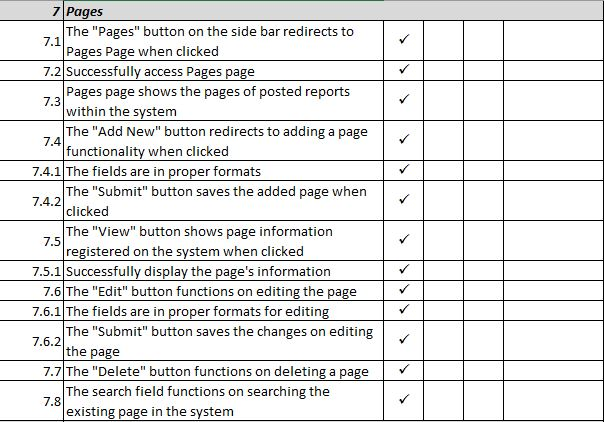 7 Pages
7.1 The "Pages" button on the side bar redirects to
Pages Page when clicked ✓
7.2 Successfully access Pages page ✓
7.3 Pages page shows the pages of posted reports
within the system ✓
7.4 The "Add New" button redirects to adding a page
functionality when clicked ✓
7.4.1 The fields are in proper formats ✓
7.4.2 The "Submit" button saves the added page when
clicked ✓
7.5 The "View" button shows page information
registered on the system when clicked ✓
7.5.1 Successfully display the page's information ✓
7.6 The "Edit" button functions on editing the page ✓
7.6.1 The fields are in proper formats for editing ✓
7.6.2 The "Submit" button saves the changes on editing
the page ✓
7.7 The "Delete" button functions on deleting a page ✓
7.8 The search field functions on searching the
existing page in the system ✓